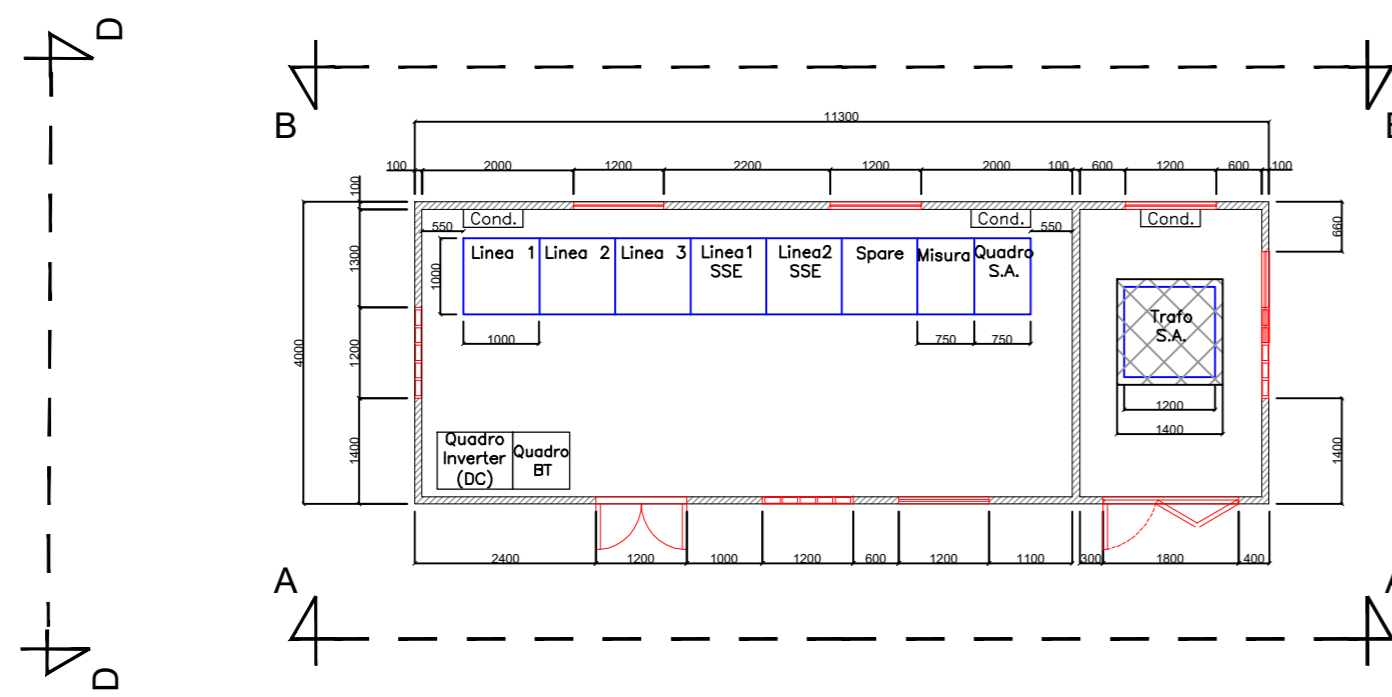 D
B
B
11300
100 2000 1200 2200 1200 2000 100 600 1200 600 100
100
Cond. Cond. Cond.
550 550
660
Linea 1 Linea 2 Linea 3 Linea1 Linea2 Spare Misura Quadro
SSE SSE S.A.
1300
1000
Trafo
S.A.
1000 750 750
4000
1200
1200
1400
Quadro Quadro
Inverter BT
(DC)
1400
1400
2400 1200 1000 1200 600 1200 1100 300 1800 400
A
A
D